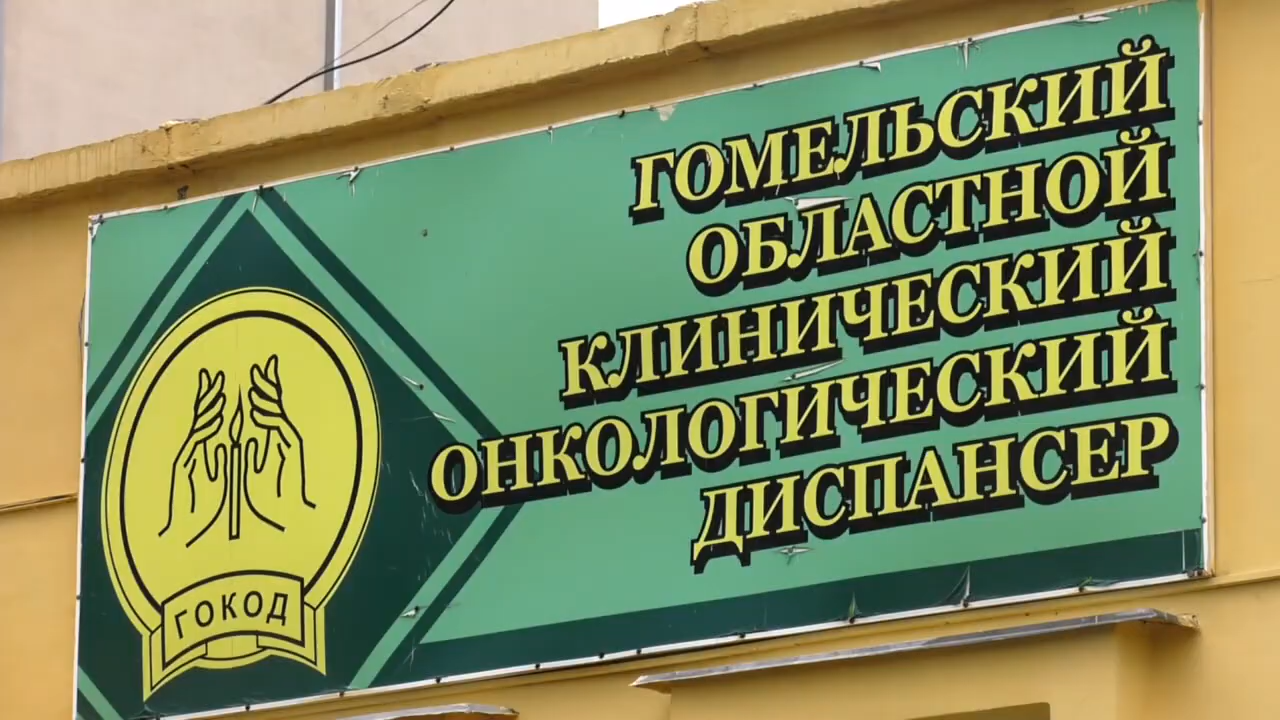 ГОМЕЛЬСКИЙ
ОБЛАСТНОЙ
КЛИНИЧЕСКИЙ
ОНКОЛОГИЧЕСКИЙ
ДИСПАНСЕР
ГОКОД